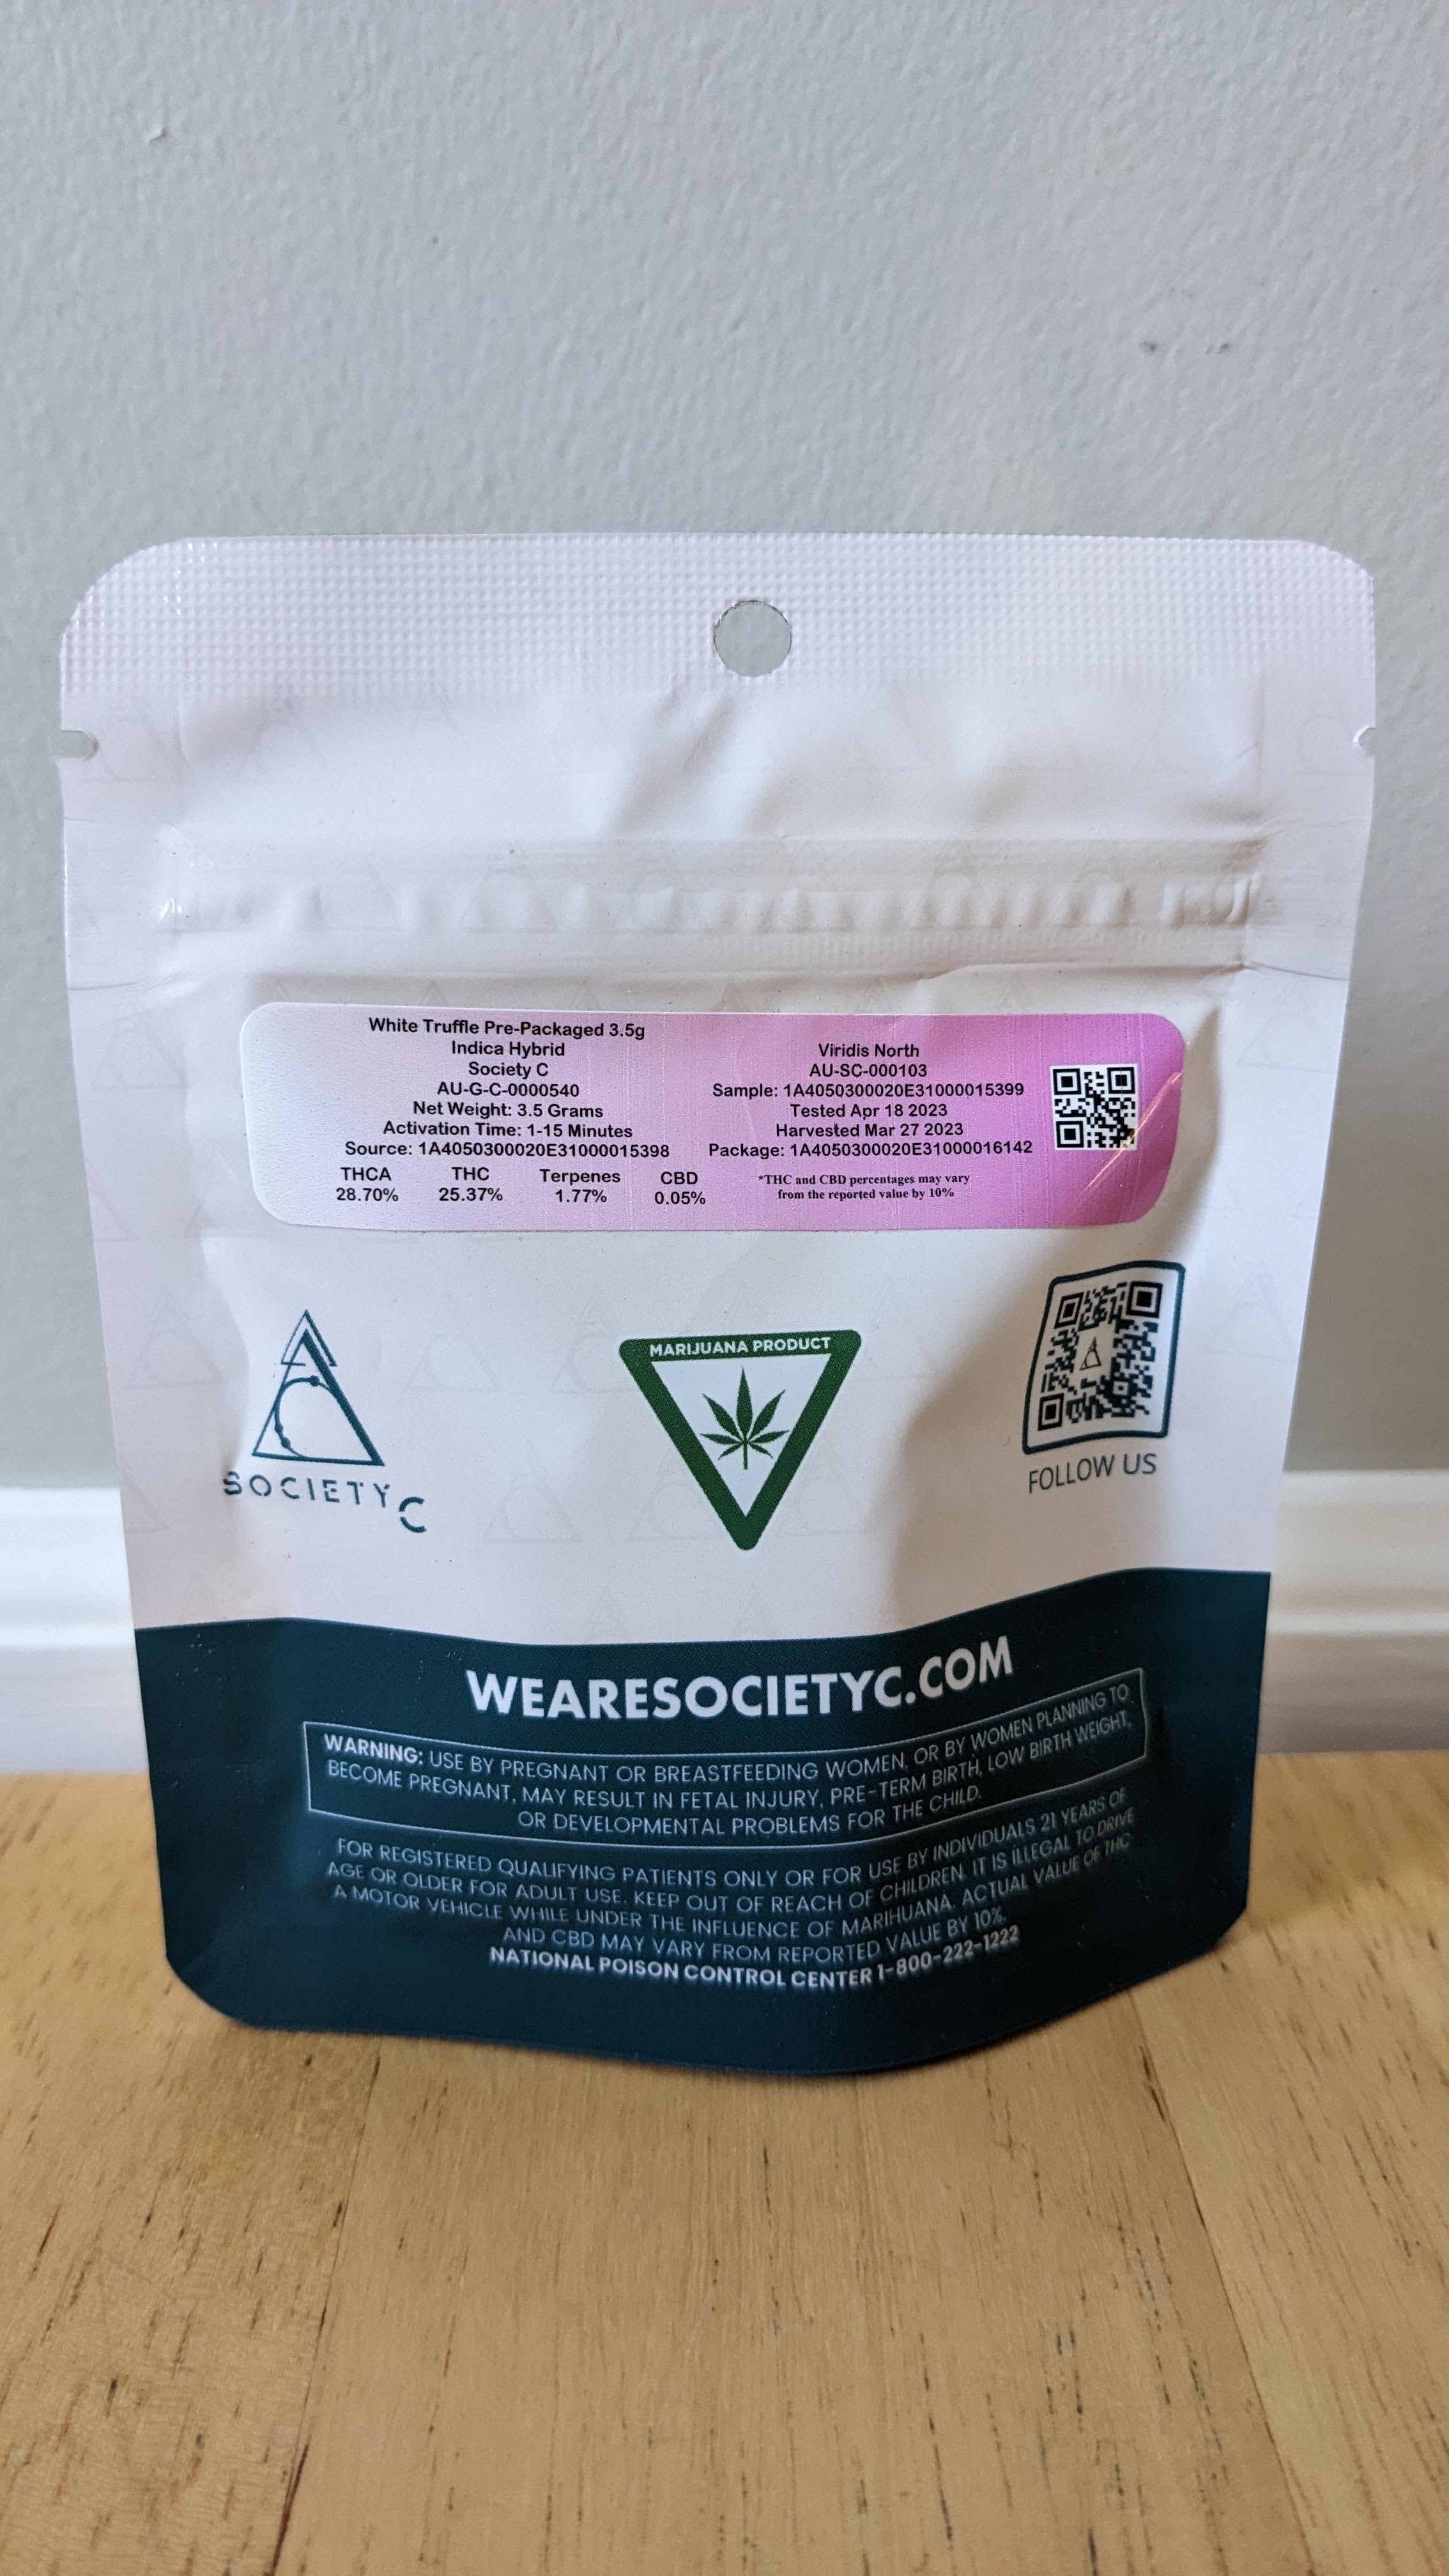 White Truffle Pre-Packaged 3.5g
Indica Hybrid
Society C
AU-G-C-0000540
Net Weight: 3.5 Grams
Activation Time: 1-15 Minutes
Source: 1A4050300020E31000015398
THCA THC Terpenes CBD
28.70% 25.37% 1.77% 0.05%
Viridis North
AU-SC-000103
Sample: 1A4050300020E31000015399
Tested Apr 18 2023
Harvested Mar 27 2023
Package: 1A4050300020E31000016142
*THC and CBD percentages may vary
from the reported value by 10%
SOCIETY C
MARIJUANA PRODUCT
FOLLOW US
WEARESOCIETYC.COM
WARNING: USE BY PREGNANT OR BREASTFEEDING WOMEN, OR BY WOMEN PLANNING TO
BECOME PREGNANT, MAY RESULT IN FETAL INJURY, PRE-TERM BIRTH, LOW BIRTH WEIGHT,
OR DEVELOPMENTAL PROBLEMS FOR THE CHILD.
FOR REGISTERED QUALIFYING PATIENTS ONLY OR FOR USE BY INDIVIDUALS 21 YEARS OF
AGE OR OLDER FOR ADULT USE. KEEP OUT OF REACH OF CHILDREN. IT IS ILLEGAL TO DRIVE
A MOTOR VEHICLE WHILE UNDER THE INFLUENCE OF MARIHUANA. ACTUAL VALUE OF THC
AND CBD MAY VARY FROM REPORTED VALUE BY 10%.
NATIONAL POISON CONTROL CENTER 1-800-222-1222